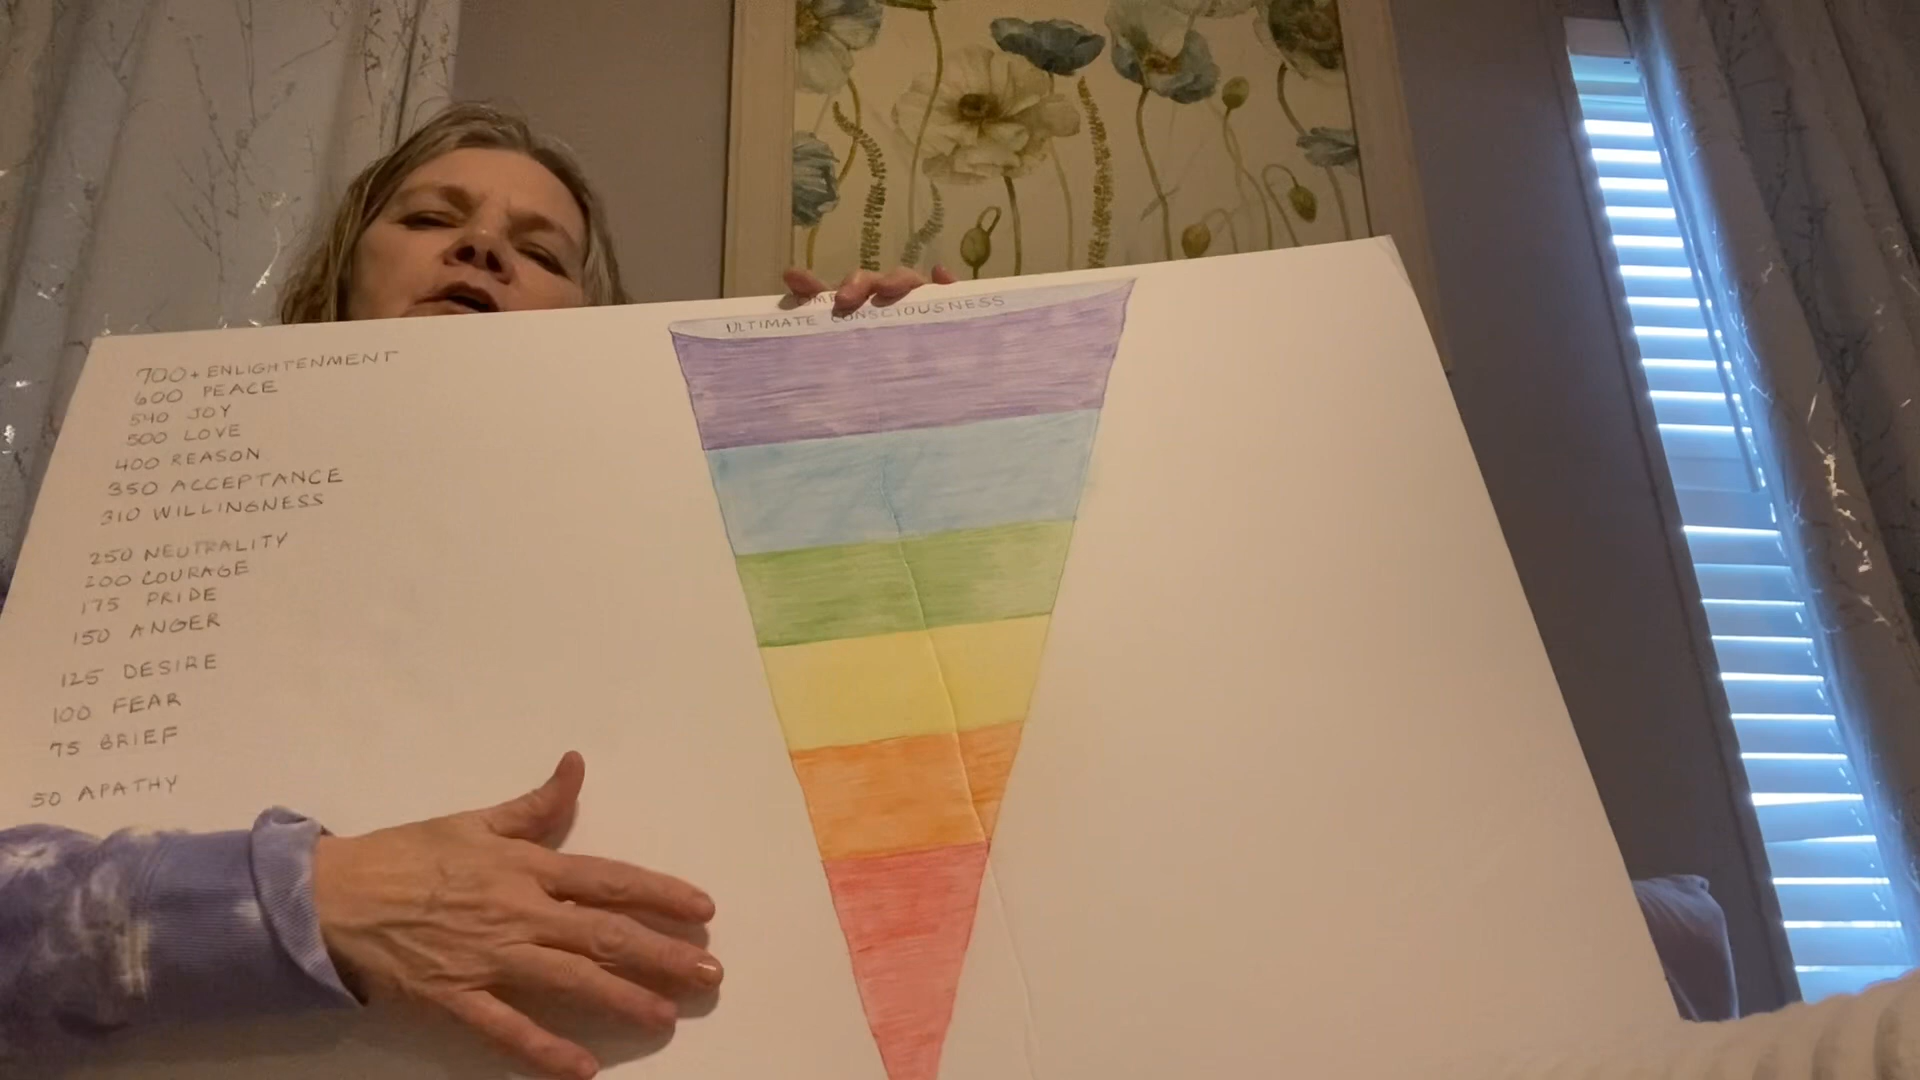 ULTIMATE CONSCIOUSNESS
700+ ENLIGHTENMENT
600 PEACE
540 JOY
500 LOVE
400 REASON
350 ACCEPTANCE
310 WILLINGNESS
250 NEUTRALITY
200 COURAGE
175 PRIDE
150 ANGER
125 DESIRE
100 FEAR
75 GRIEF
50 APATHY